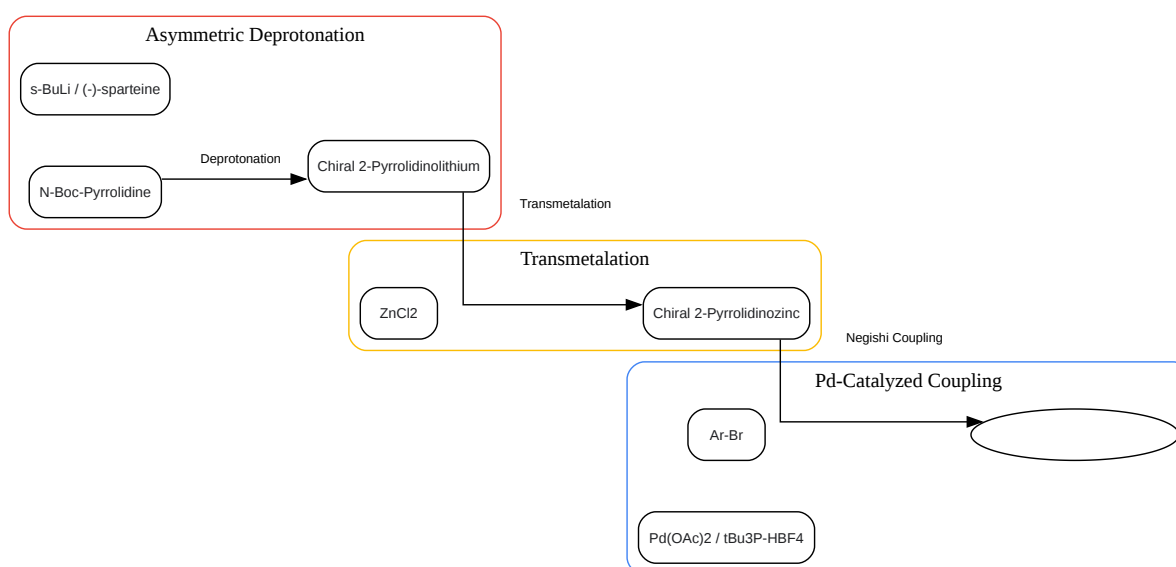 Asymmetric Deprotonation
s-BuLi / (-)-sparteine
Deprotonation
Chiral 2-Pyrrolidinolithium
N-Boc-Pyrrolidine
Transmetalation
Transmetalation
ZnCl2
Chiral 2-Pyrrolidinozinc
Negishi Coupling
Pd-Catalyzed Coupling
Ar-Br
Pd(OAc)2 / tBu3P-HBF4